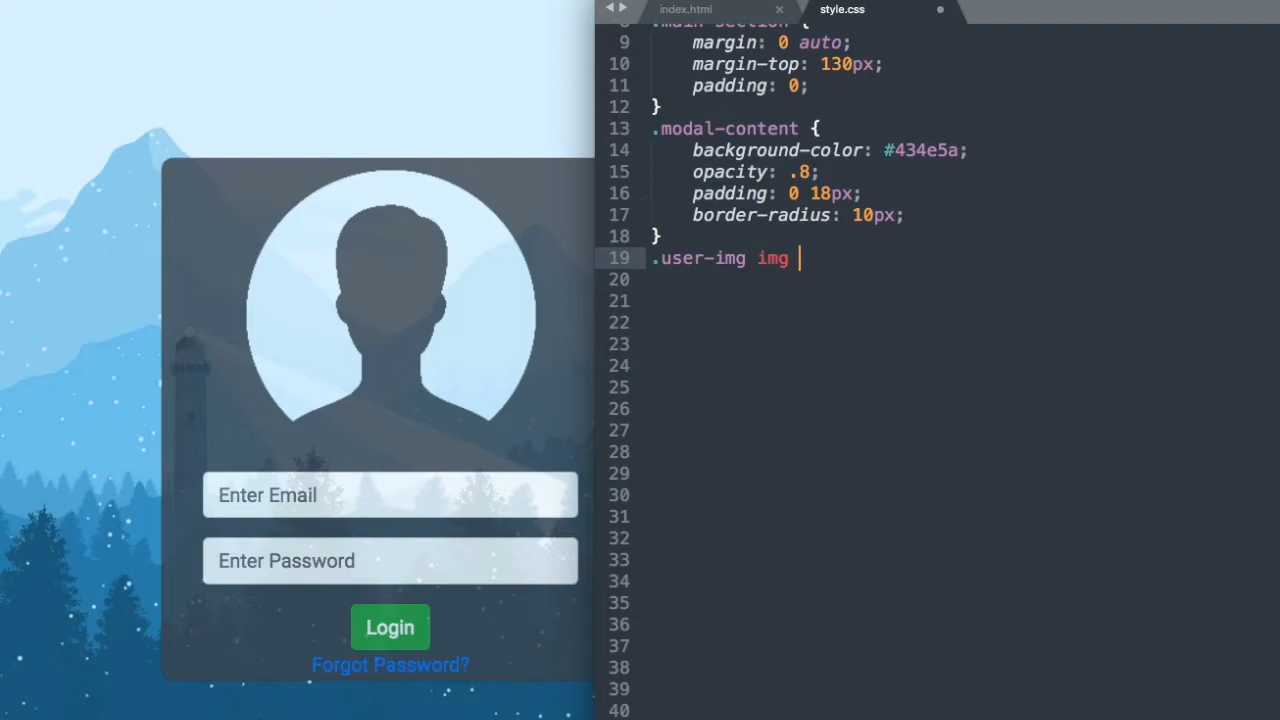 index.html
style.css
Enter Email
Enter Password
Login
Forgot Password?
8 .main-section {
9 margin: 0 auto;
10 margin-top: 130px;
11 padding: 0;
12 }
13 .modal-content {
14 background-color: #434e5a;
15 opacity: .8;
16 padding: 0 18px;
17 border-radius: 10px;
18 }
19 .user-img img
20
21
22
23
24
25
26
27
28
29
30
31
32
33
34
35
36
37
38
39
40